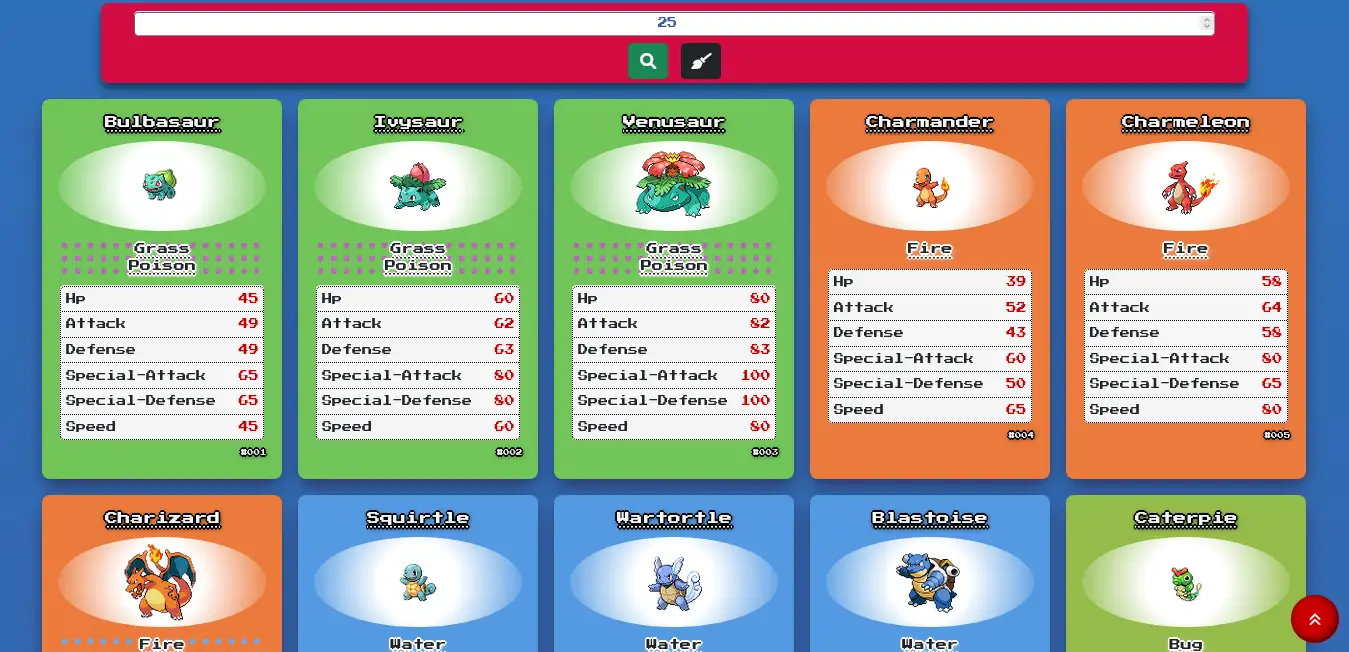 25
Bulbasaur
Grass
Poison
Hp 45
Attack 49
Defense 49
Special-Attack 65
Special-Defense 65
Speed 45
#001
Ivysaur
Grass
Poison
Hp 60
Attack 62
Defense 63
Special-Attack 80
Special-Defense 80
Speed 60
#002
Venusaur
Grass
Poison
Hp 80
Attack 82
Defense 83
Special-Attack 100
Special-Defense 100
Speed 80
#003
Charmander
Fire
Hp 39
Attack 52
Defense 43
Special-Attack 60
Special-Defense 50
Speed 65
#004
Charmeleon
Fire
Hp 58
Attack 64
Defense 58
Special-Attack 80
Special-Defense 65
Speed 80
#005
Charizard
Fire
Squirtle
Water
Wartortle
Water
Blastoise
Water
Caterpie
Bug